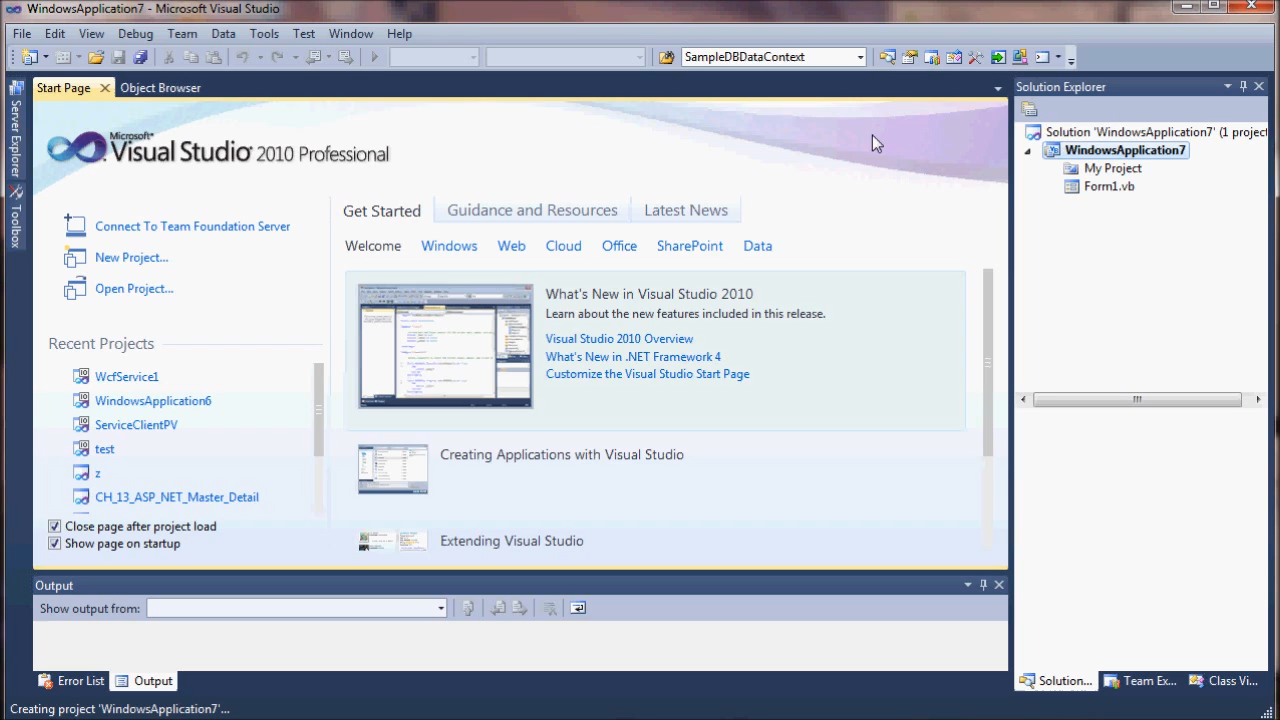 WindowsApplication7 - Microsoft Visual Studio
File Edit View Debug Team Data Tools Test Window Help
SampleDBDataContext
Server Explorer
Toolbox
Start Page
Object Browser
Microsoft
Visual Studio 2010 Professional
Connect To Team Foundation Server
New Project...
Open Project...
Recent Projects
WcfService1
WindowsApplication6
ServiceClientPV
test
z
CH_13_ASP_NET_Master_Detail
Close page after project load
Show page on startup
Get Started
Guidance and Resources
Latest News
Welcome Windows Web Cloud Office SharePoint Data
What's New in Visual Studio 2010
Learn about the new features included in this release.
Visual Studio 2010 Overview
What's New in .NET Framework 4
Customize the Visual Studio Start Page
Creating Applications with Visual Studio
Extending Visual Studio
Output
Show output from:
Error List
Output
Solution Explorer
Solution 'WindowsApplication7' (1 project
WindowsApplication7
My Project
Form1.vb
Solution...
Team Ex...
Class Vi...
Creating project 'WindowsApplication7'...